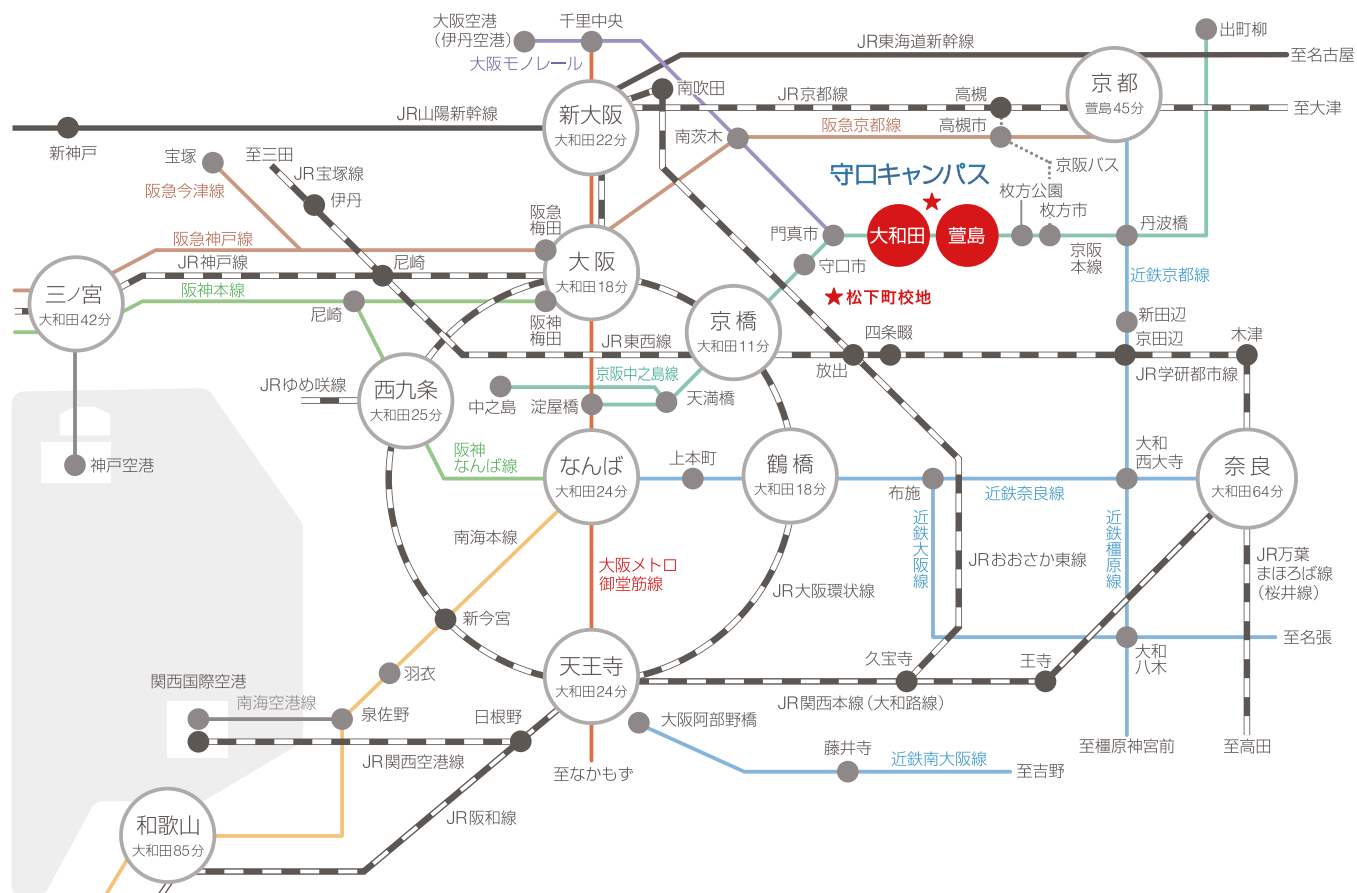 大阪空港
(伊丹空港)
千里中央
大阪モノレール
出町柳
JR東海道新幹線
至名古屋
京都
萱島45分
南吹田
JR京都線
高槻
至大津
新大阪
大和田22分
JR山陽新幹線
新神戸
南茨木
阪急京都線
高槻市
京阪バス
宝塚
至三田
JR宝塚線
伊丹
阪急今津線
守口キャンパス
枚方公園
枚方市
阪急
梅田
門真市
大和田
萱島
京阪
本線
丹波橋
阪急神戸線
JR神戸線
尼崎
大阪
大和田18分
守口市
近鉄京都線
三ノ宮
大和田42分
阪神本線
尼崎
阪神
梅田
★松下町校地
新田辺
京橋
大和田11分
四条畷
京田辺
木津
JR東西線
放出
JR学研都市線
JRゆめ咲線
西九条
大和田25分
京阪中之島線
中之島
淀屋橋
天満橋
神戸空港
阪神
なんば線
なんば
大和田24分
上本町
鶴橋
大和田18分
布施
近鉄奈良線
大和
西大寺
奈良
大和田64分
南海本線
大阪メトロ
御堂筋線
近鉄大阪線
近鉄橿原線
JRおおさか東線
JR万葉
まほろば線
(桜井線)
JR大阪環状線
新今宮
至名張
羽衣
天王寺
大和田24分
久宝寺
王寺
大和
八木
関西国際空港
南海空港線
泉佐野
日根野
JR関西本線(大和路線)
大阪阿部野橋
JR関西空港線
至なかもず
藤井寺
近鉄南大阪線
至吉野
至橿原神宮前
至高田
和歌山
大和田85分
JR阪和線